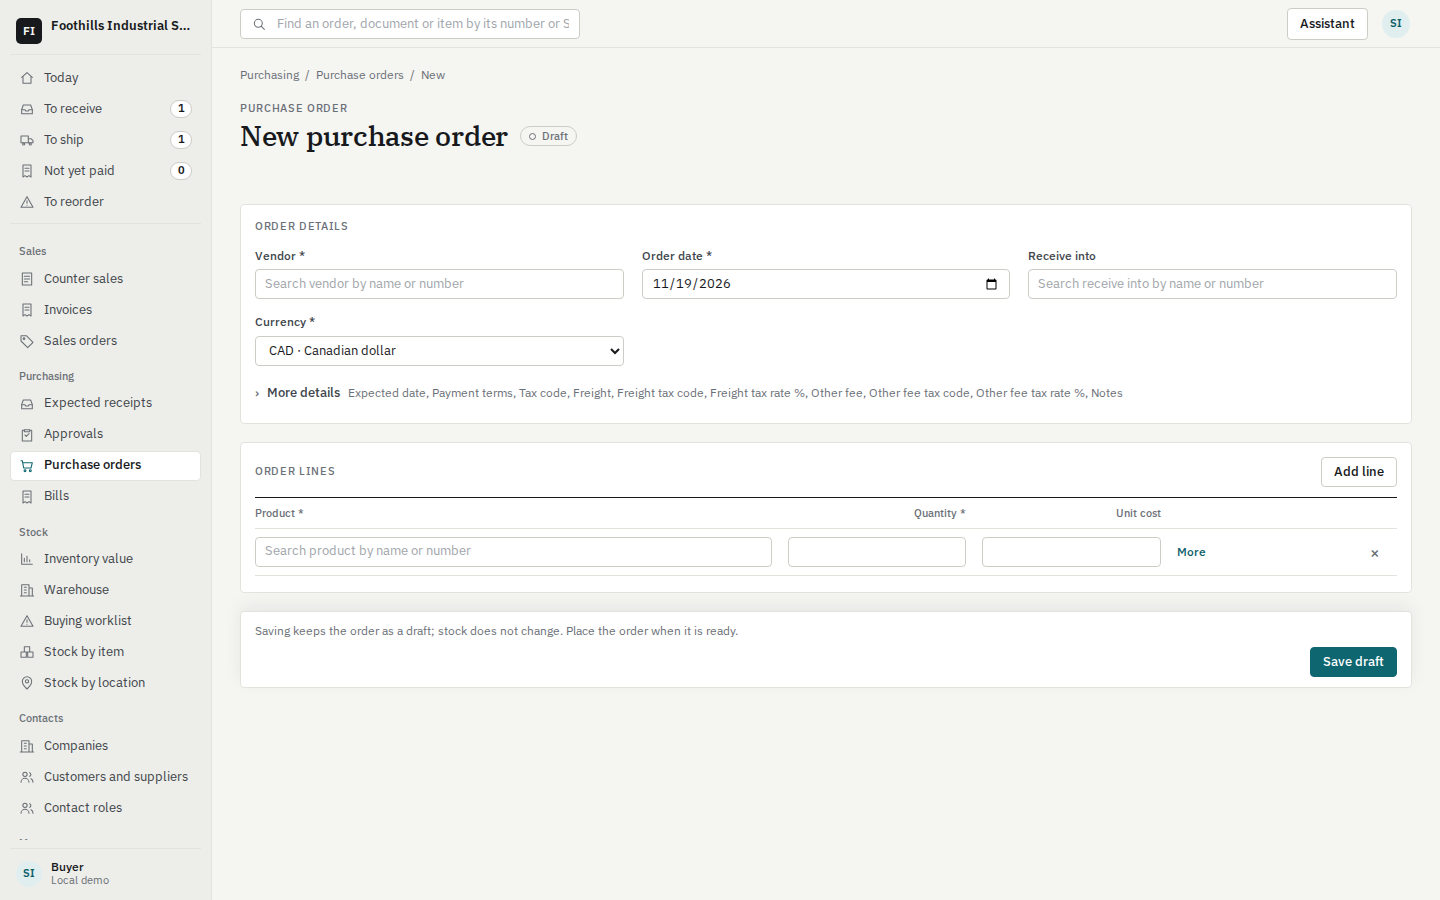 FI
Foothills Industrial S...
Today
To receive 1
To ship 1
Not yet paid 0
To reorder
Sales
Counter sales
Invoices
Sales orders
Purchasing
Expected receipts
Approvals
Purchase orders
Bills
Stock
Inventory value
Warehouse
Buying worklist
Stock by item
Stock by location
Contacts
Companies
Customers and suppliers
Contact roles
SI
Buyer
Local demo
Find an order, document or item by its number or S
Assistant
SI
Purchasing / Purchase orders / New
PURCHASE ORDER
New purchase order
Draft
ORDER DETAILS
Vendor * Order date * Receive into
Search vendor by name or number 11/19/2026 Search receive into by name or number
Currency *
CAD · Canadian dollar
› More details Expected date, Payment terms, Tax code, Freight, Freight tax code, Freight tax rate %, Other fee, Other fee tax code, Other fee tax rate %, Notes
ORDER LINES
Add line
Product * Quantity * Unit cost
Search product by name or number More ×
Saving keeps the order as a draft; stock does not change. Place the order when it is ready.
Save draft